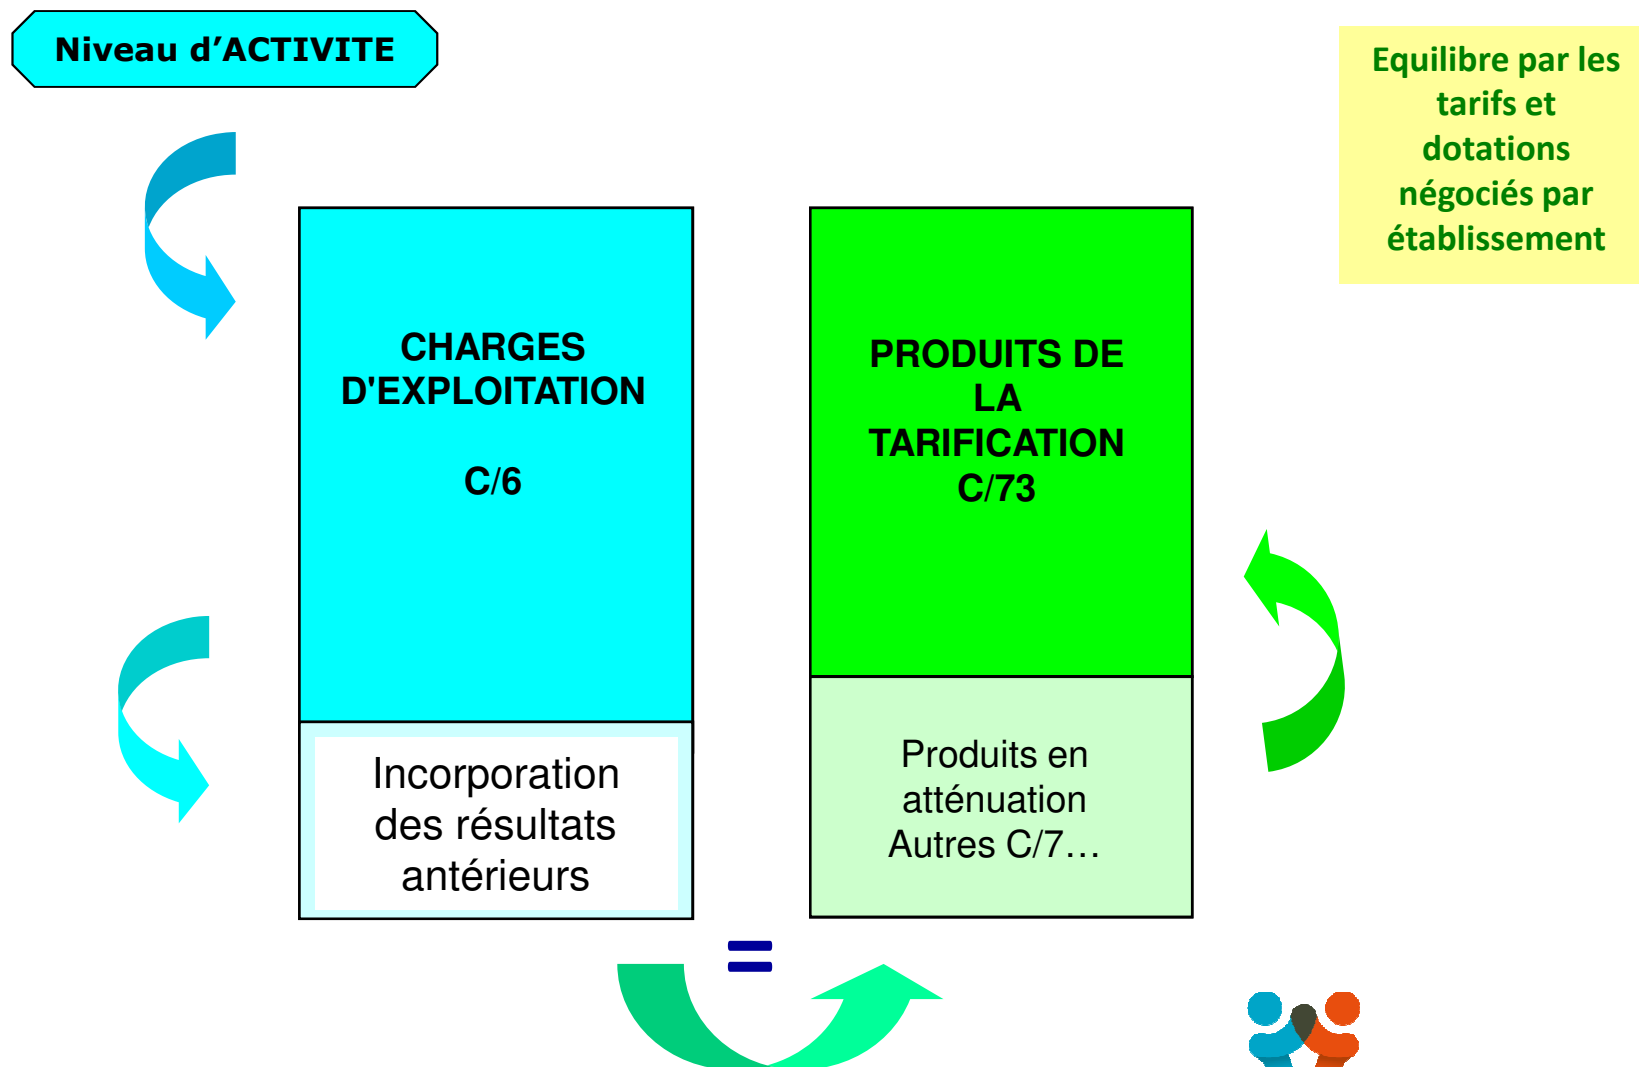 Niveau d’ACTIVITE
Equilibre par les
tarifs et
dotations
négociés par
établissement
CHARGES
D'EXPLOITATION
C/6
PRODUITS DE
LA
TARIFICATION
C/73
Incorporation
des résultats
antérieurs
Produits en
atténuation
Autres C/7…
=